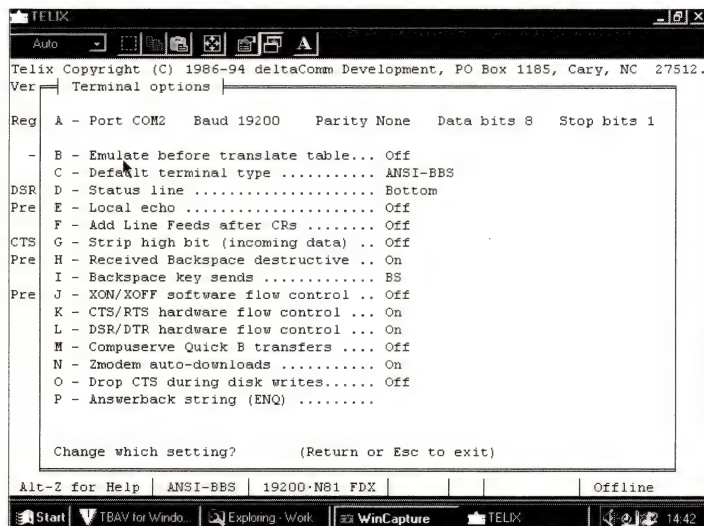 TELIX
Auto
Telix Copyright (C) 1986-94 deltaComm Development, PO Box 1185, Cary, NC 27512.
Ver Terminal options
Reg A - Port COM2 Baud 19200 Parity None Data bits 8 Stop bits 1
- B - Emulate before translate table... Off
C - Default terminal type ........... ANSI-BBS
DSR D - Status line ..................... Bottom
Pre E - Local echo ...................... Off
F - Add Line Feeds after CRs ........ Off
CTS G - Strip high bit (incoming data) .. Off
Pre H - Received Backspace destructive .. On
I - Backspace key sends ............. BS
Pre J - XON/XOFF software flow control .. Off
K - CTS/RTS hardware flow control ... On
L - DSR/DTR hardware flow control ... On
M - Compuserve Quick B transfers .... Off
N - Zmodem auto-downloads ........... On
O - Drop CTS during disk writes...... Off
P - Answerback string (ENQ) .........
Change which setting? (Return or Esc to exit)
Alt-Z for Help | ANSI-BBS | 19200·N81 FDX | Offline
Start TBAV for Windo... Exploring - Work WinCapture TELIX 14:42